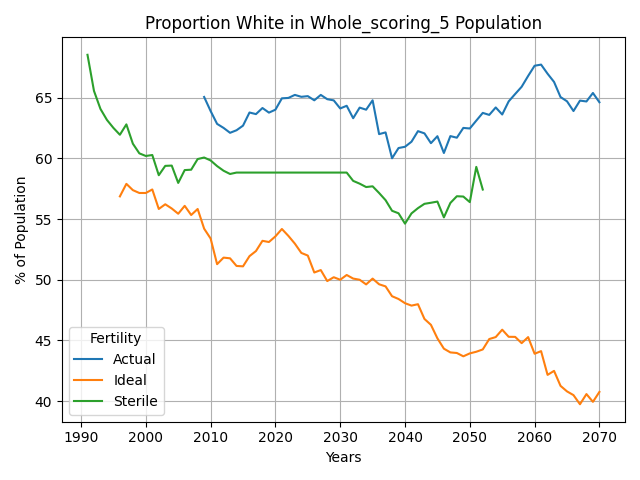 Proportion White in Whole_scoring_5 Population
% of Population
65
60
55
50
45
40
Fertility
Actual
Ideal
Sterile
1990 2000 2010 2020 2030 2040 2050 2060 2070
Years